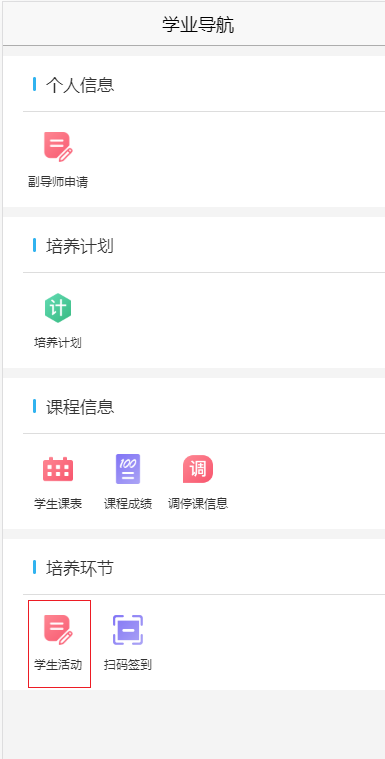 学业导航
个人信息
副导师申请
培养计划
计
培养计划
课程信息
100
调
学生课表
课程成绩
调停课信息
培养环节
学生活动
扫码签到